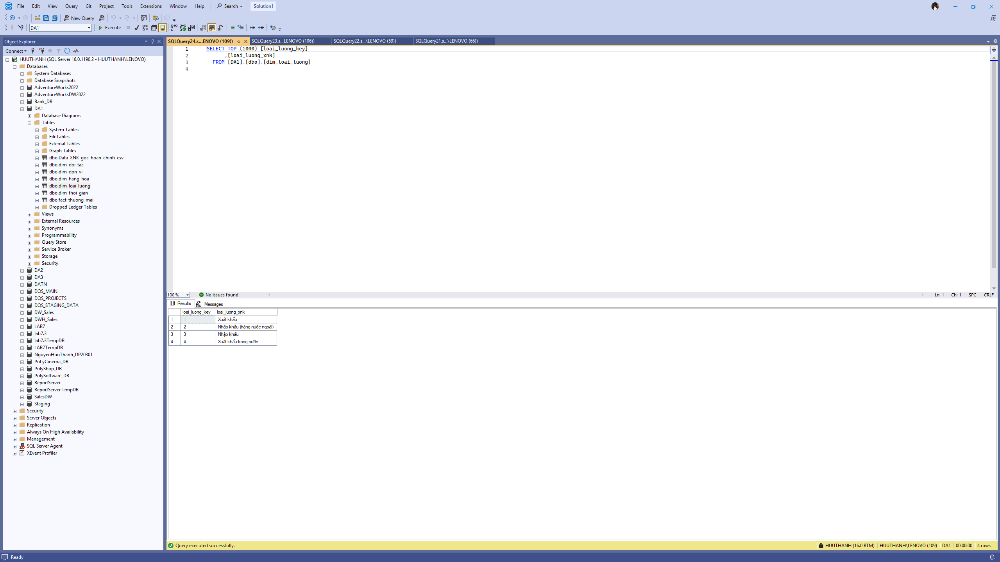 File Edit View Query Git Project Tools Extensions Window Help Search Solution1
New Query
DA1 Execute
Object Explorer
Connect
HUUTHANH (SQL Server 16.0.1190.2 - HUUTHANH\LENOVO)
Databases
System Databases
Database Snapshots
AdventureWorks2022
AdventureWorksDW2022
Bank_DB
DA1
Database Diagrams
Tables
System Tables
FileTables
External Tables
Graph Tables
dbo.Data_XNK_goc_hoan_chinh_csv
dbo.dim_doi_tac
dbo.dim_don_vi
dbo.dim_hang_hoa
dbo.dim_loai_luong
dbo.dim_thoi_gian
dbo.fact_thuong_mai
Dropped Ledger Tables
Views
External Resources
Synonyms
Programmability
Query Store
Service Broker
Storage
Security
DA2
DA3
DATN
DQS_MAIN
DQS_PROJECTS
DQS_STAGING_DATA
DW_Sales
DWH_Sales
LAB7
lab7.3
lab7.3TempDB
LAB7TempDB
NguyenHuuThanh_DP20301
PoLyCinema_DB
PolyShop_DB
PolySoftware_DB
ReportServer
ReportServerTempDB
SalesDW
Staging
Security
Server Objects
Replication
Always On High Availability
Management
SQL Server Agent
XEvent Profiler
SQLQuery24.s...ENOVO (109)) SQLQuery23.s...LENOVO (106)) SQLQuery22.s...\LENOVO (59)) SQLQuery21.s...\LENOVO (66))
1 SELECT TOP (1000) [loai_luong_key]
2 ,[loai_luong_xnk]
3 FROM [DA1].[dbo].[dim_loai_luong]
4
100 % No issues found Ln: 1 Ch: 1 SPC CRLF
Results Messages
loai_luong_key loai_luong_xnk
1 1 Xuất khẩu
2 2 Nhập khẩu (hàng nước ngoài)
3 3 Nhập khẩu
4 4 Xuất khẩu trong nước
Query executed successfully. HUUTHANH (16.0 RTM) HUUTHANH\LENOVO (109) DA1 00:00:00 4 rows
Ready